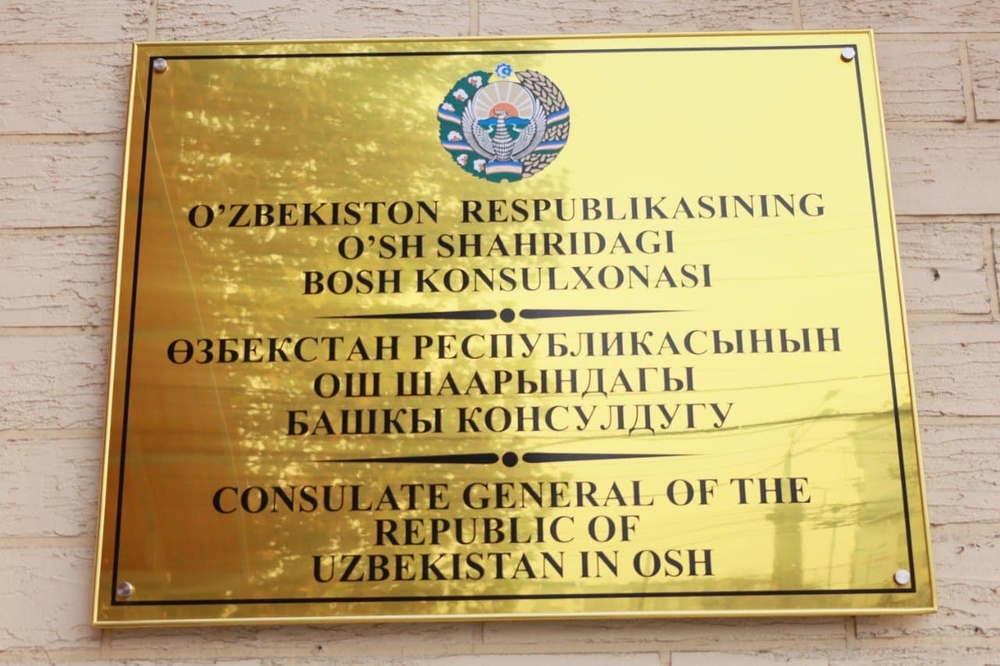 O’ZBEKISTON RESPUBLIKASINING
O’SH SHAHRIDAGI
BOSH KONSULXONASI
ӨЗБЕКСТАН РЕСПУБЛИКАСЫНЫН
ОШ ШААРЫНДАГЫ
БАШКЫ КОНСУЛДУГУ
CONSULATE GENERAL OF THE
REPUBLIC OF
UZBEKISTAN IN OSH